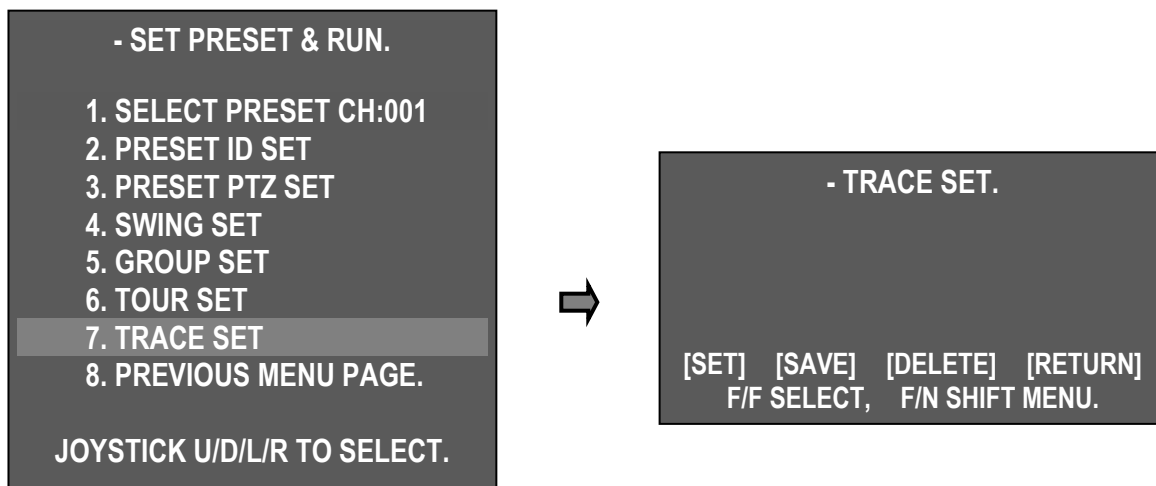 - SET PRESET & RUN.
1. SELECT PRESET CH:001
2. PRESET ID SET
3. PRESET PTZ SET
4. SWING SET
5. GROUP SET
6. TOUR SET
7. TRACE SET
8. PREVIOUS MENU PAGE.
JOYSTICK U/D/L/R TO SELECT.
- TRACE SET.
[SET] [SAVE] [DELETE] [RETURN]
F/F SELECT, F/N SHIFT MENU.